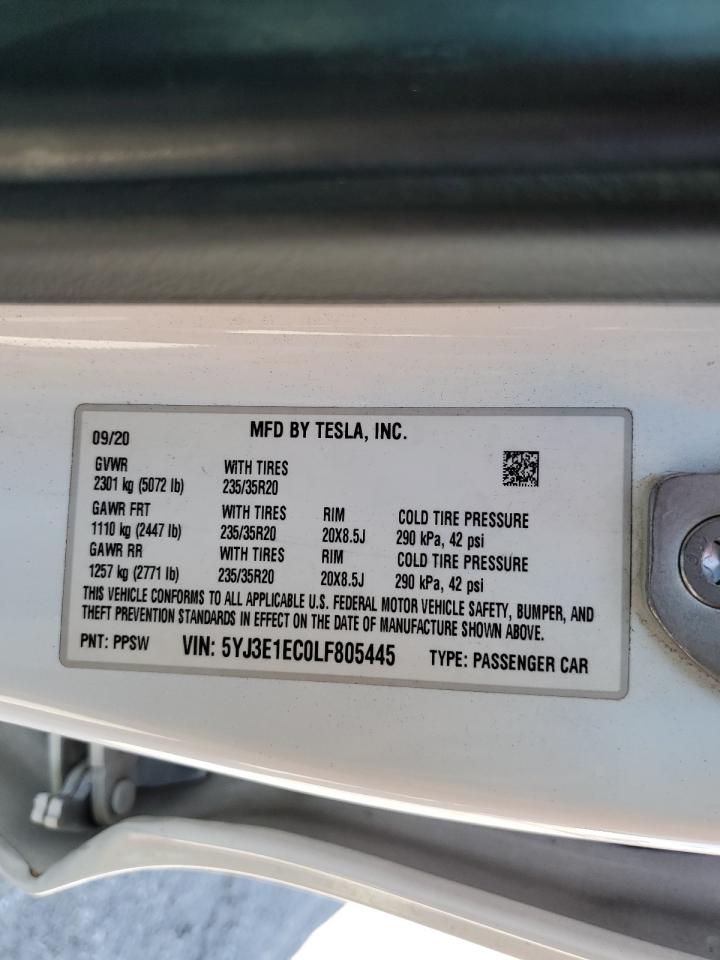 MFD BY TESLA, INC.
09/20
GVWR WITH TIRES
2301 kg (5072 lb) 235/35R20
GAWR FRT WITH TIRES RIM COLD TIRE PRESSURE
1110 kg (2447 lb) 235/35R20 20X8.5J 290 kPa, 42 psi
GAWR RR WITH TIRES RIM COLD TIRE PRESSURE
1257 kg (2771 lb) 235/35R20 20X8.5J 290 kPa, 42 psi
THIS VEHICLE CONFORMS TO ALL APPLICABLE U.S. FEDERAL MOTOR VEHICLE SAFETY, BUMPER, AND
THEFT PREVENTION STANDARDS IN EFFECT ON THE DATE OF MANUFACTURE SHOWN ABOVE.
PNT: PPSW VIN: 5YJ3E1EC0LF805445 TYPE: PASSENGER CAR